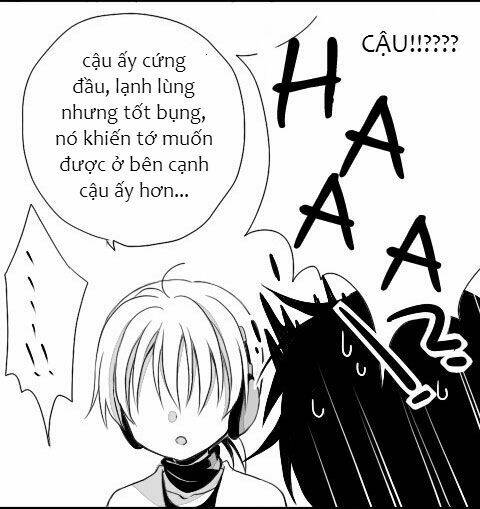 cậu ấy cứng
đầu, lạnh lùng
nhưng tốt bụng,
nó khiến tớ muốn
được ở bên cạnh
cậu ấy hơn...
CẬU!!????
HAAAA!?